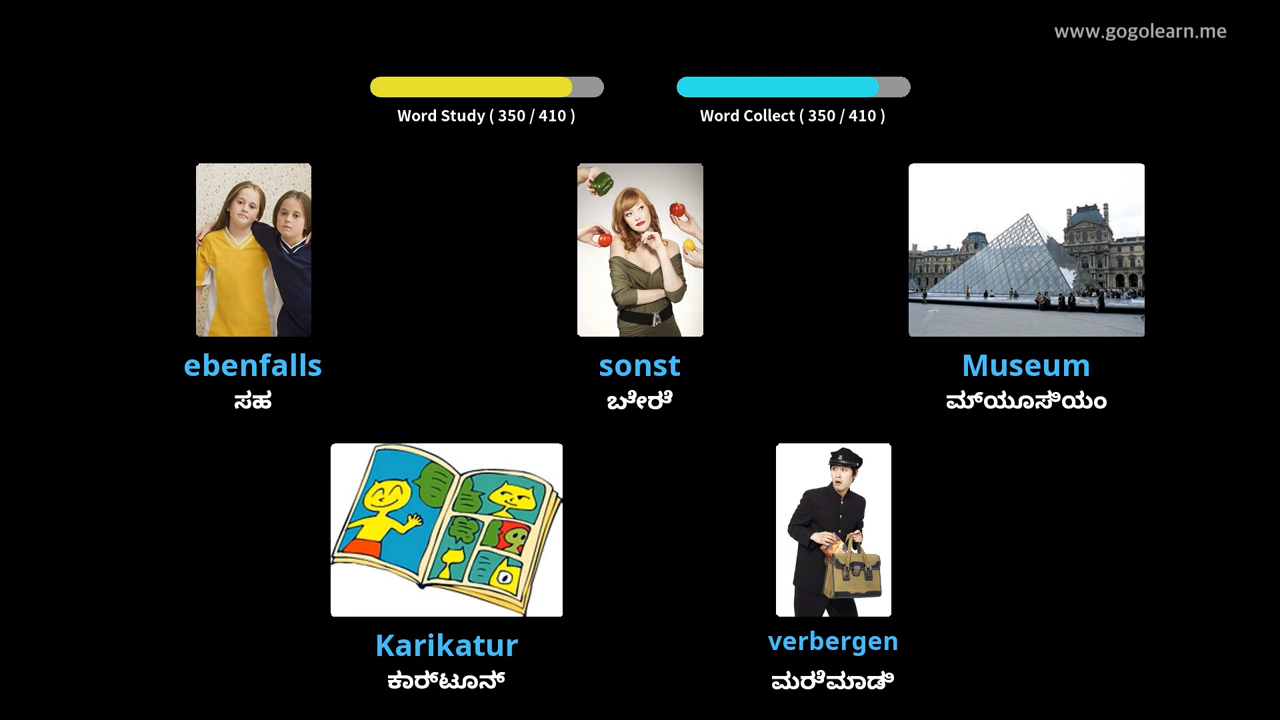 www.gogolearn.me
Word Study ( 350 / 410 )
Word Collect ( 350 / 410 )
ebenfalls
ಸಹ
sonst
ಬೇರೆ
Museum
ಮ್ಯೂಸಿಯಂ
Karikatur
ಕಾರ್ಟೂನ್
verbergen
ಮರೆಮಾಡಿ